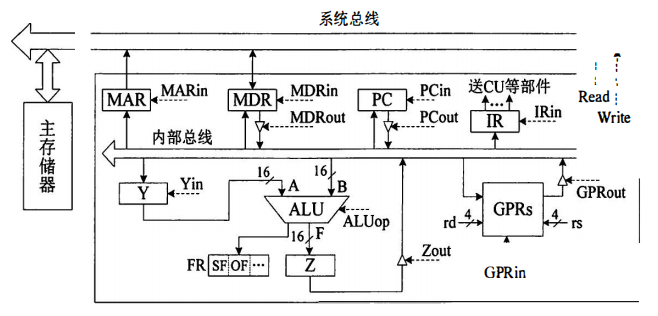 系统总线
MAR
MARin
MDR
MDRin
MDRout
PC
PCin
PCout
送CU等部件
IR
IRin
Read
Write
主存储器
内部总线
Y
Yin
16
A
16
B
ALU
ALUop
16
F
FR
SF
OF
...
Z
Zout
GPRs
GPRout
rd
4
4
rs
GPRin